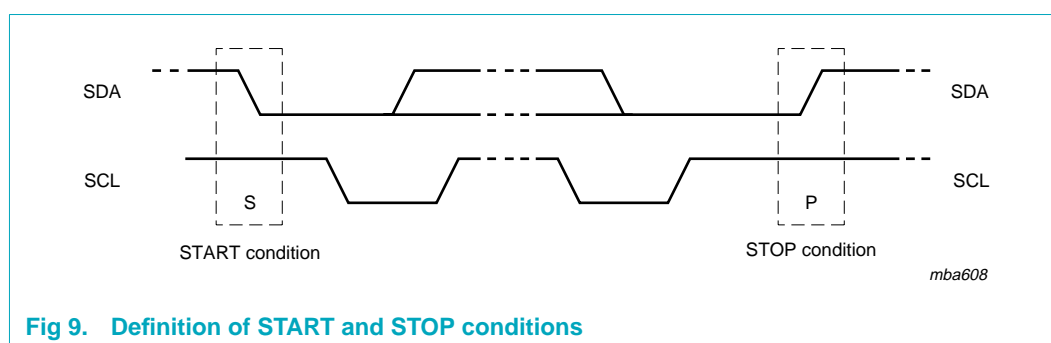 SDA
SDA
SCL
SCL
S
P
START condition
STOP condition
mba608
Fig 9. Definition of START and STOP conditions